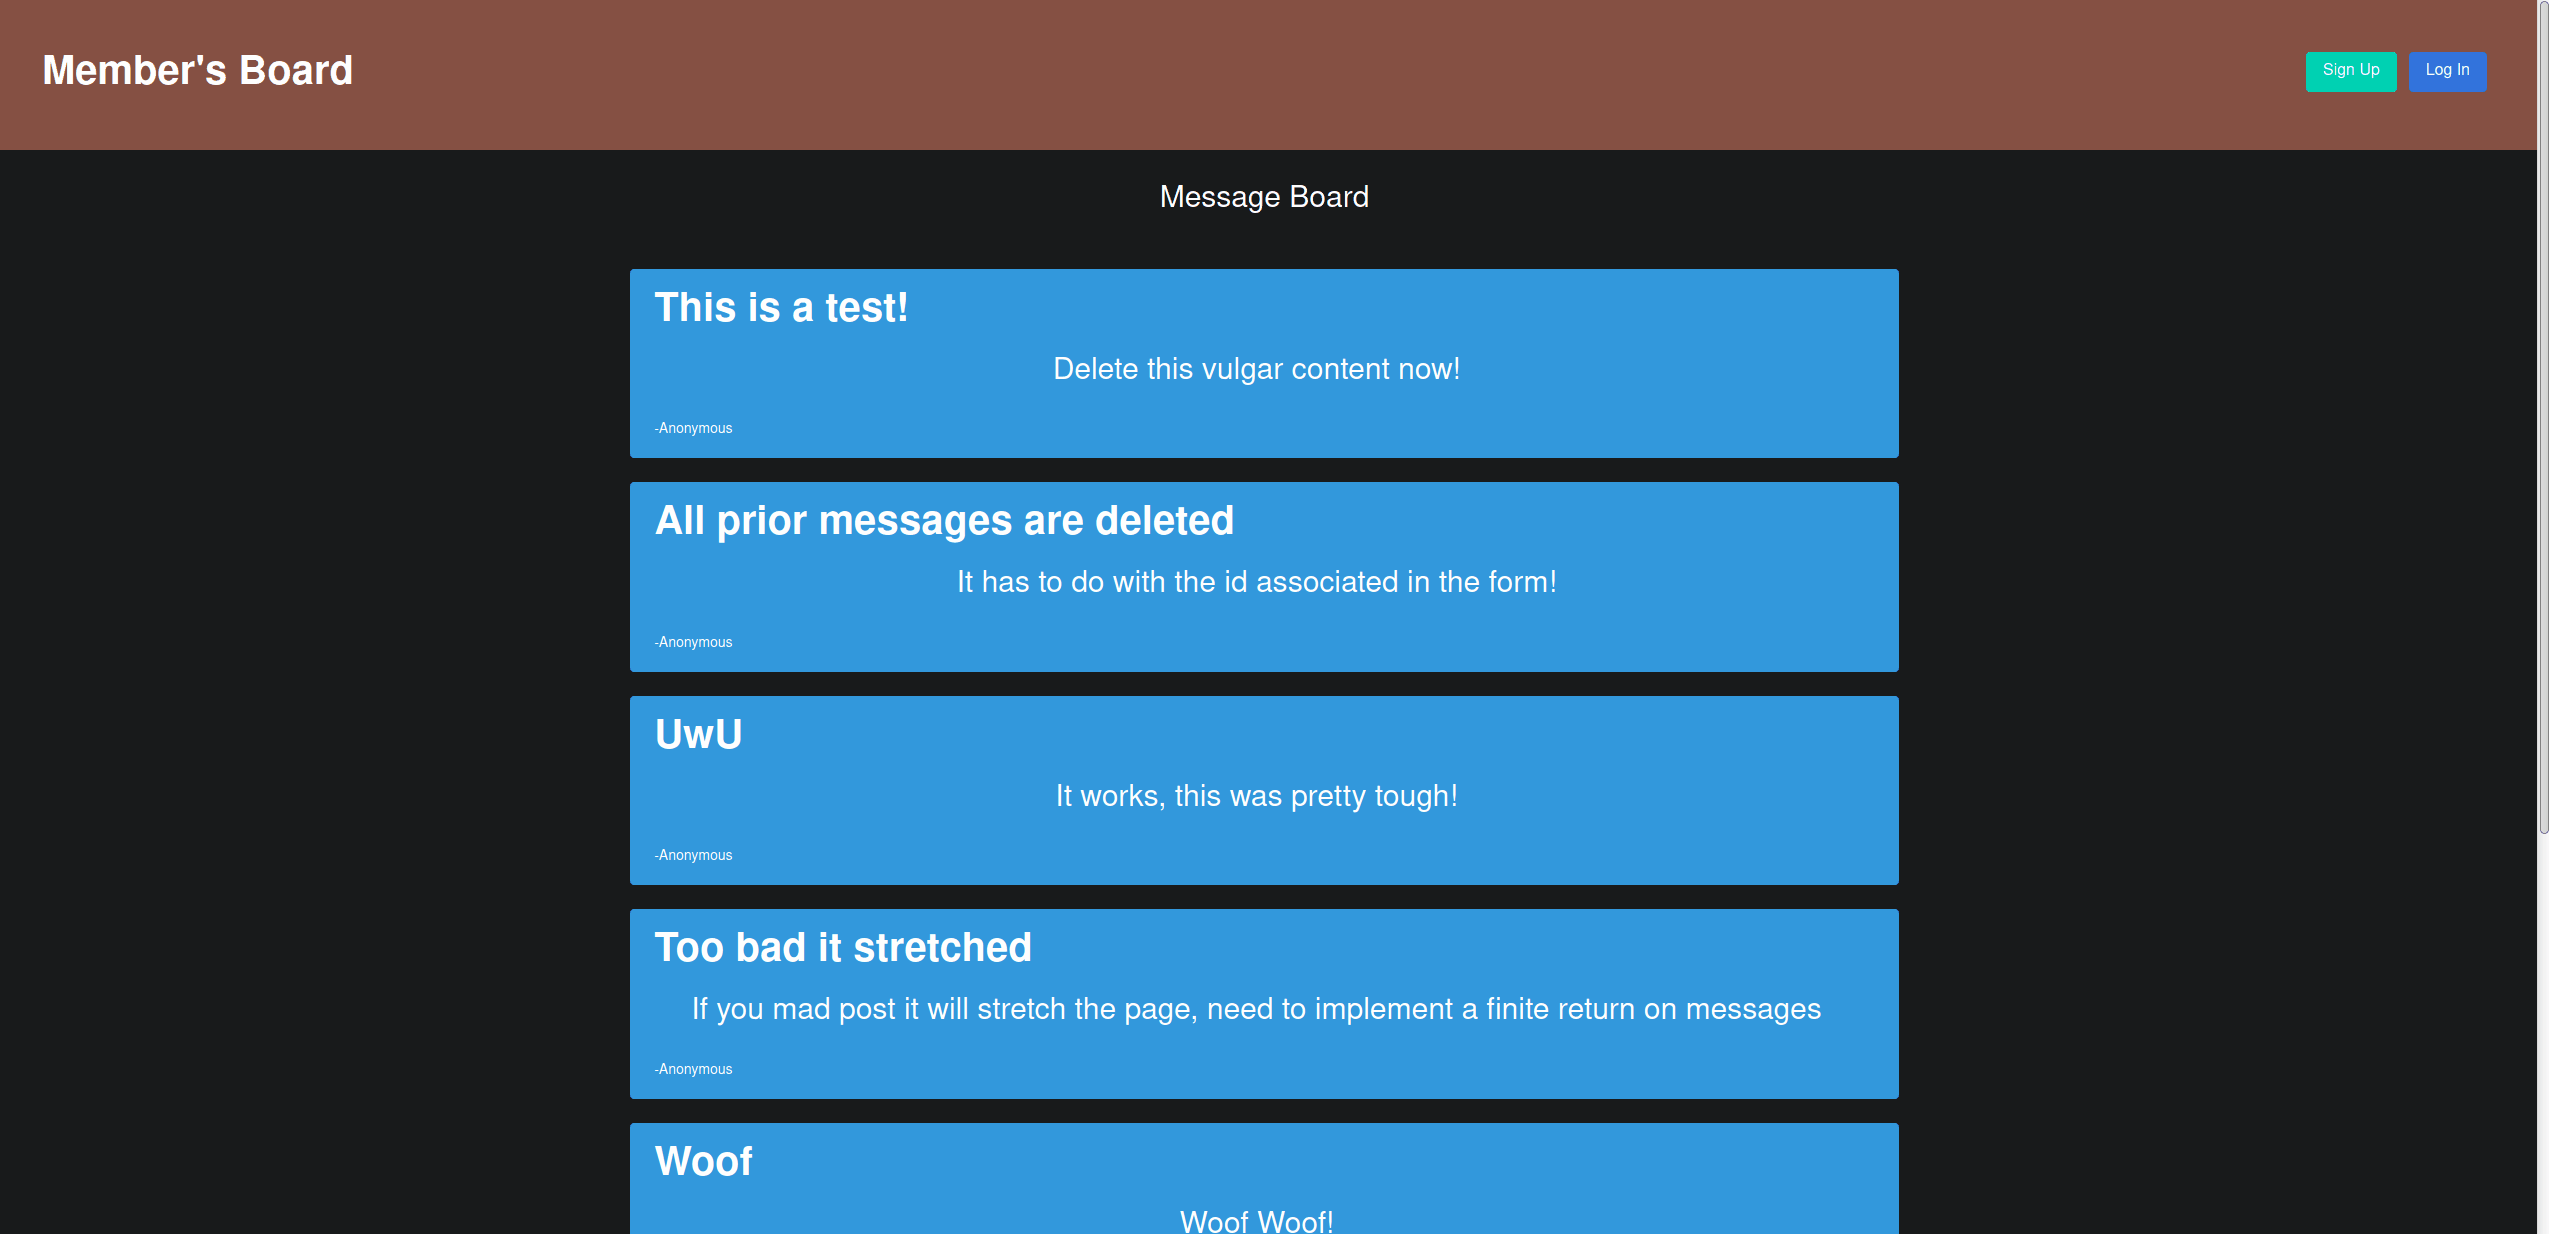 Member's Board
Sign Up
Log In
Message Board
This is a test!
Delete this vulgar content now!
-Anonymous
All prior messages are deleted
It has to do with the id associated in the form!
-Anonymous
UwU
It works, this was pretty tough!
-Anonymous
Too bad it stretched
If you mad post it will stretch the page, need to implement a finite return on messages
-Anonymous
Woof
Woof Woof!